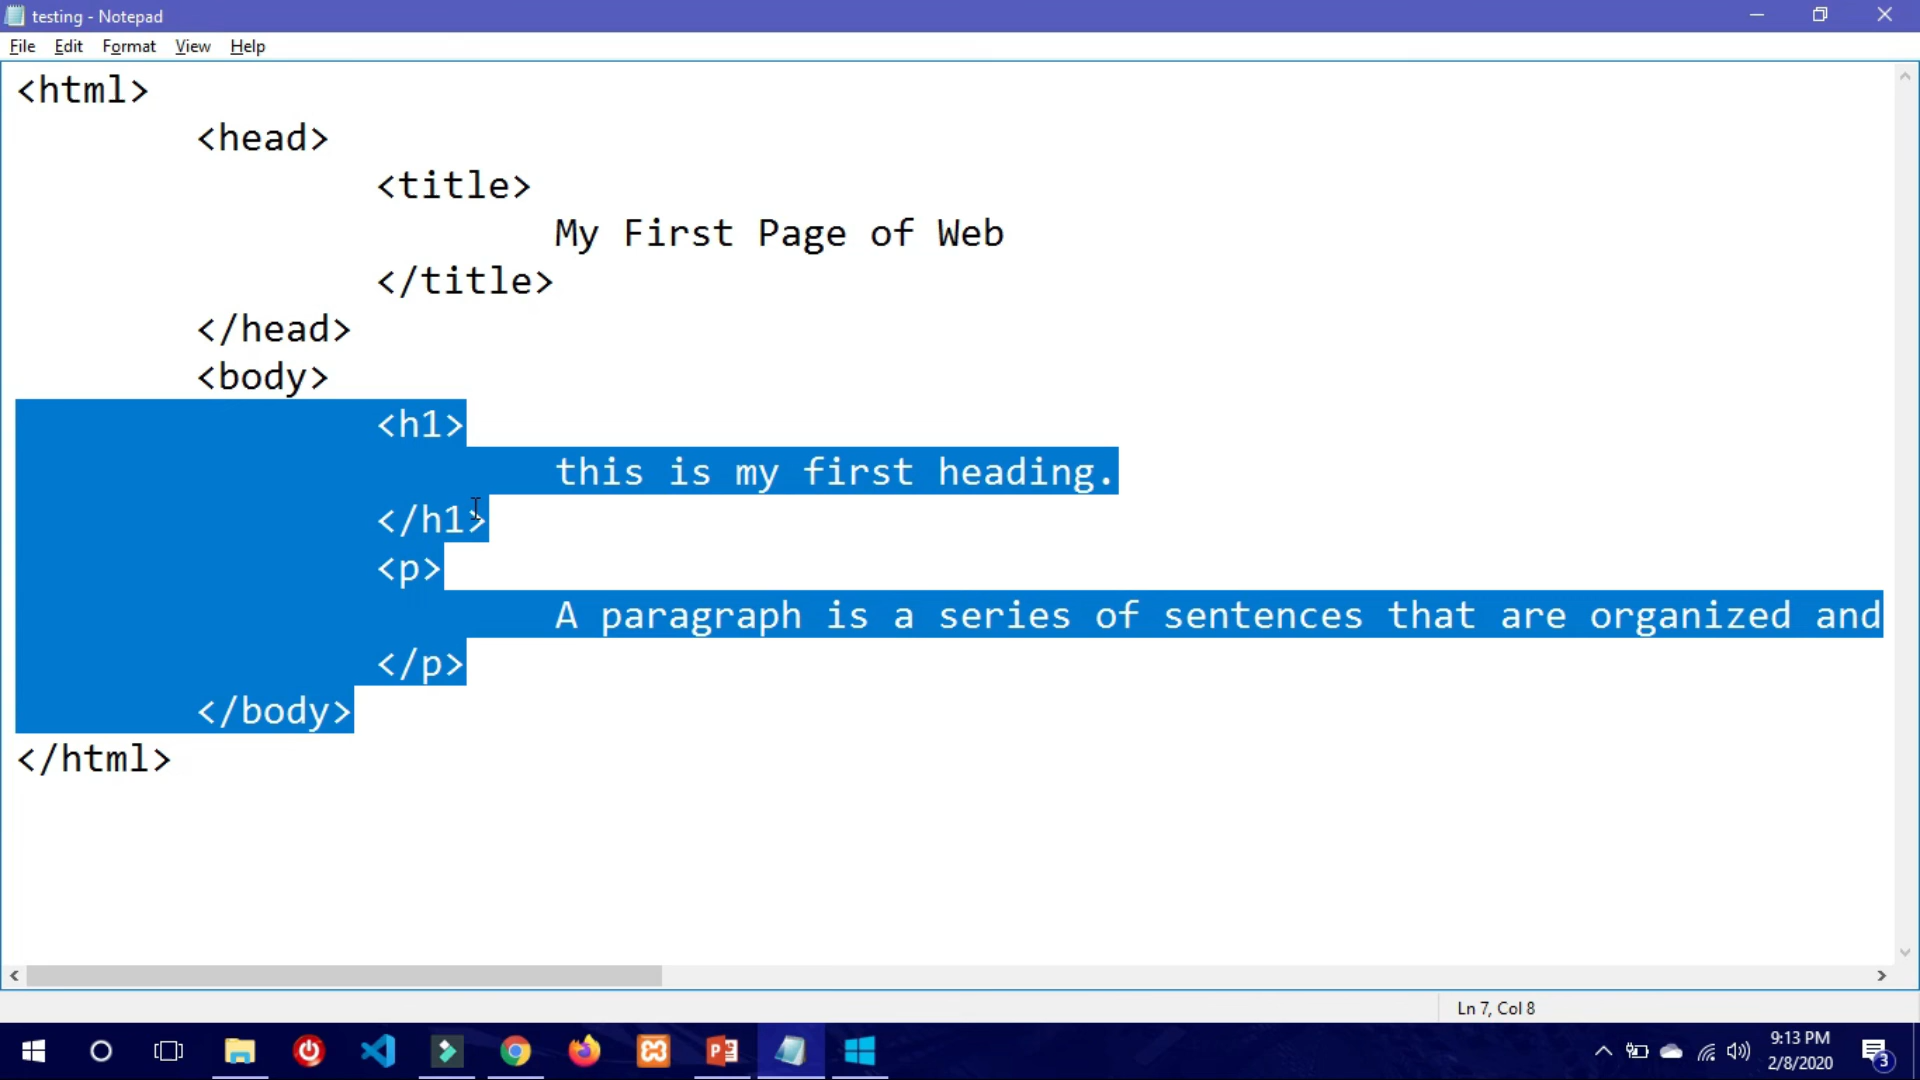 testing - Notepad
File Edit Format View Help
<html>
<head>
<title>
My First Page of Web
</title>
</head>
<body>
<h1>
this is my first heading.
</h1>
<p>
A paragraph is a series of sentences that are organized and
</p>
</body>
</html>
Ln 7, Col 8
9:13 PM
2/8/2020
3